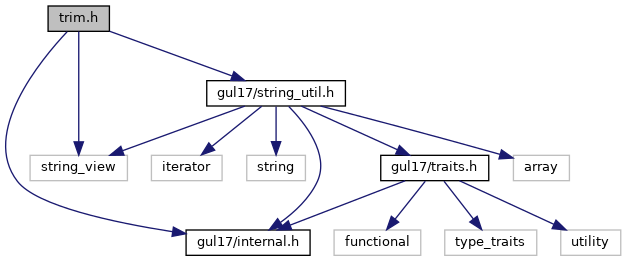 trim.h
gul17/string_util.h
string_view
iterator
string
gul17/traits.h
array
gul17/internal.h
functional
type_traits
utility